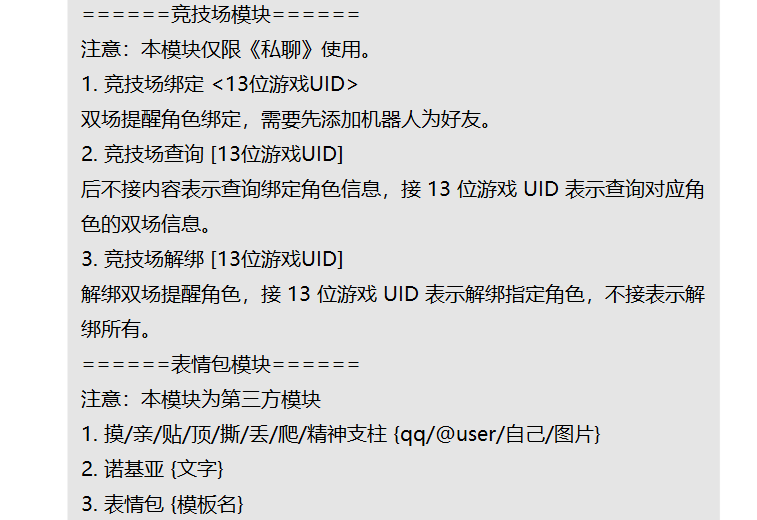 ======竞技场模块======
注意：本模块仅限《私聊》使用。
1. 竞技场绑定 <13位游戏UID>
双场提醒角色绑定，需要先添加机器人为好友。
2. 竞技场查询 [13位游戏UID]
后不接内容表示查询绑定角色信息，接 13 位游戏 UID 表示查询对应角
色的双场信息。
3. 竞技场解绑 [13位游戏UID]
解绑双场提醒角色，接 13 位游戏 UID 表示解绑指定角色，不接表示解
绑所有。
======表情包模块======
注意：本模块为第三方模块
1. 摸/亲/贴/顶/撕/丢/爬/精神支柱 {qq/@user/自己/图片}
2. 诺基亚 {文字}
3. 表情包 {模板名}